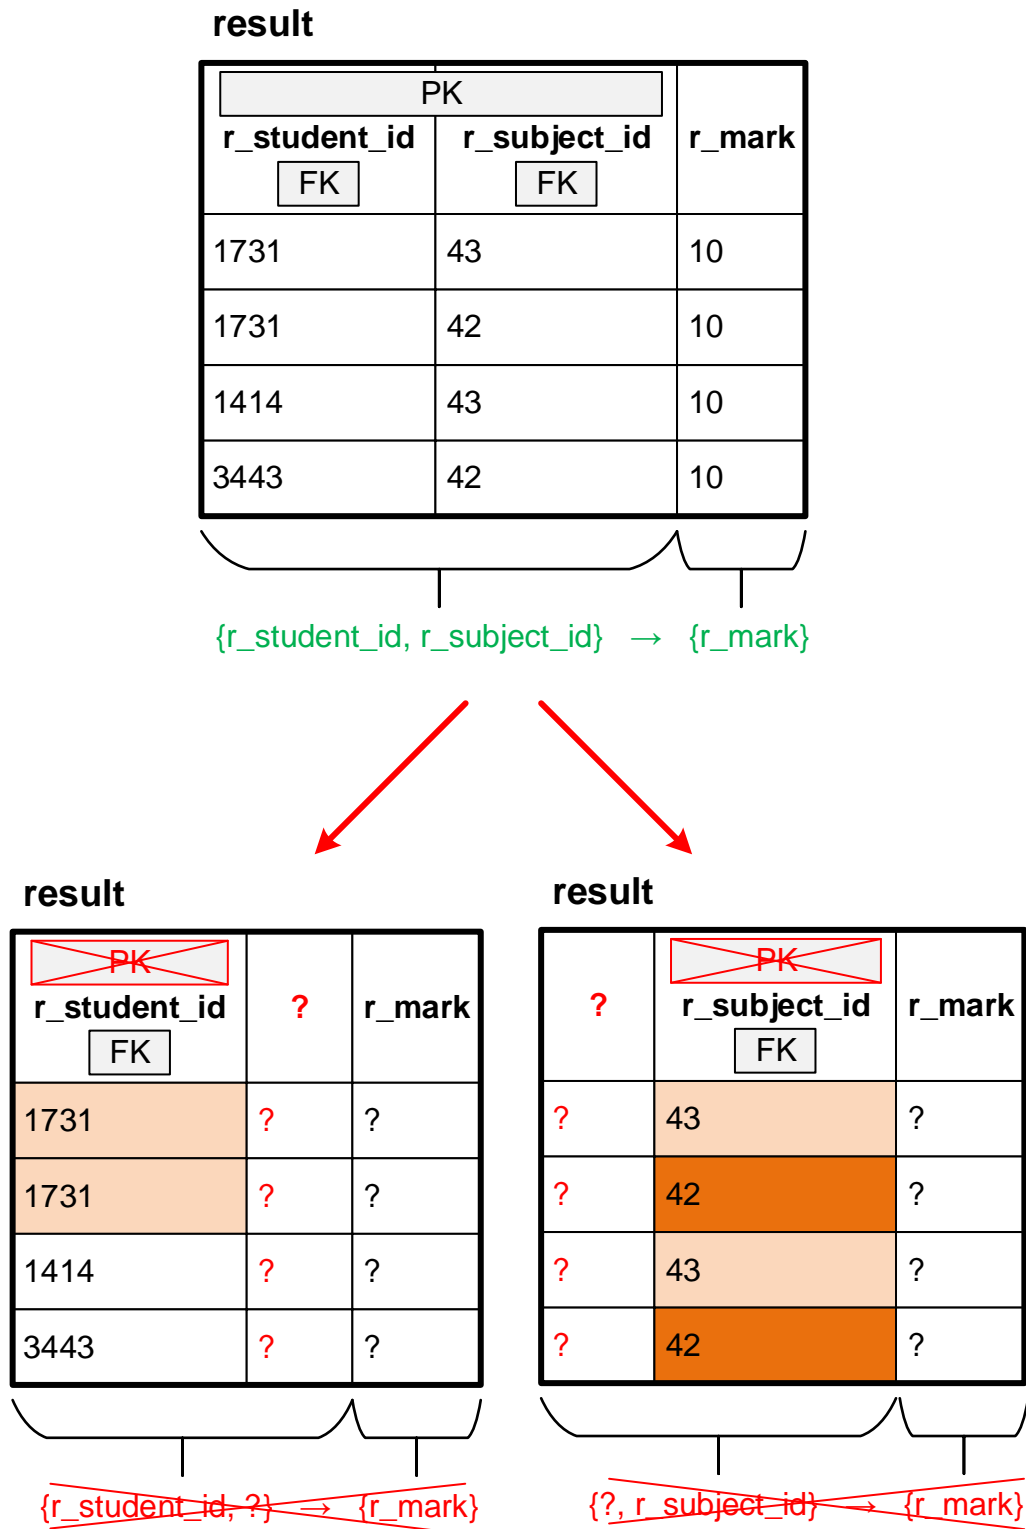 result
PK
r_student_id r_subject_id r_mark
FK FK
1731 43 10
1731 42 10
1414 43 10
3443 42 10
{r_student_id, r_subject_id} → {r_mark}
result
PK
r_student_id ? r_mark
FK
1731 ? ?
1731 ? ?
1414 ? ?
3443 ? ?
{r_student_id, ?} → {r_mark}
result
PK
? r_subject_id r_mark
FK
? 43 ?
? 42 ?
? 43 ?
? 42 ?
{?, r_subject_id} → {r_mark}